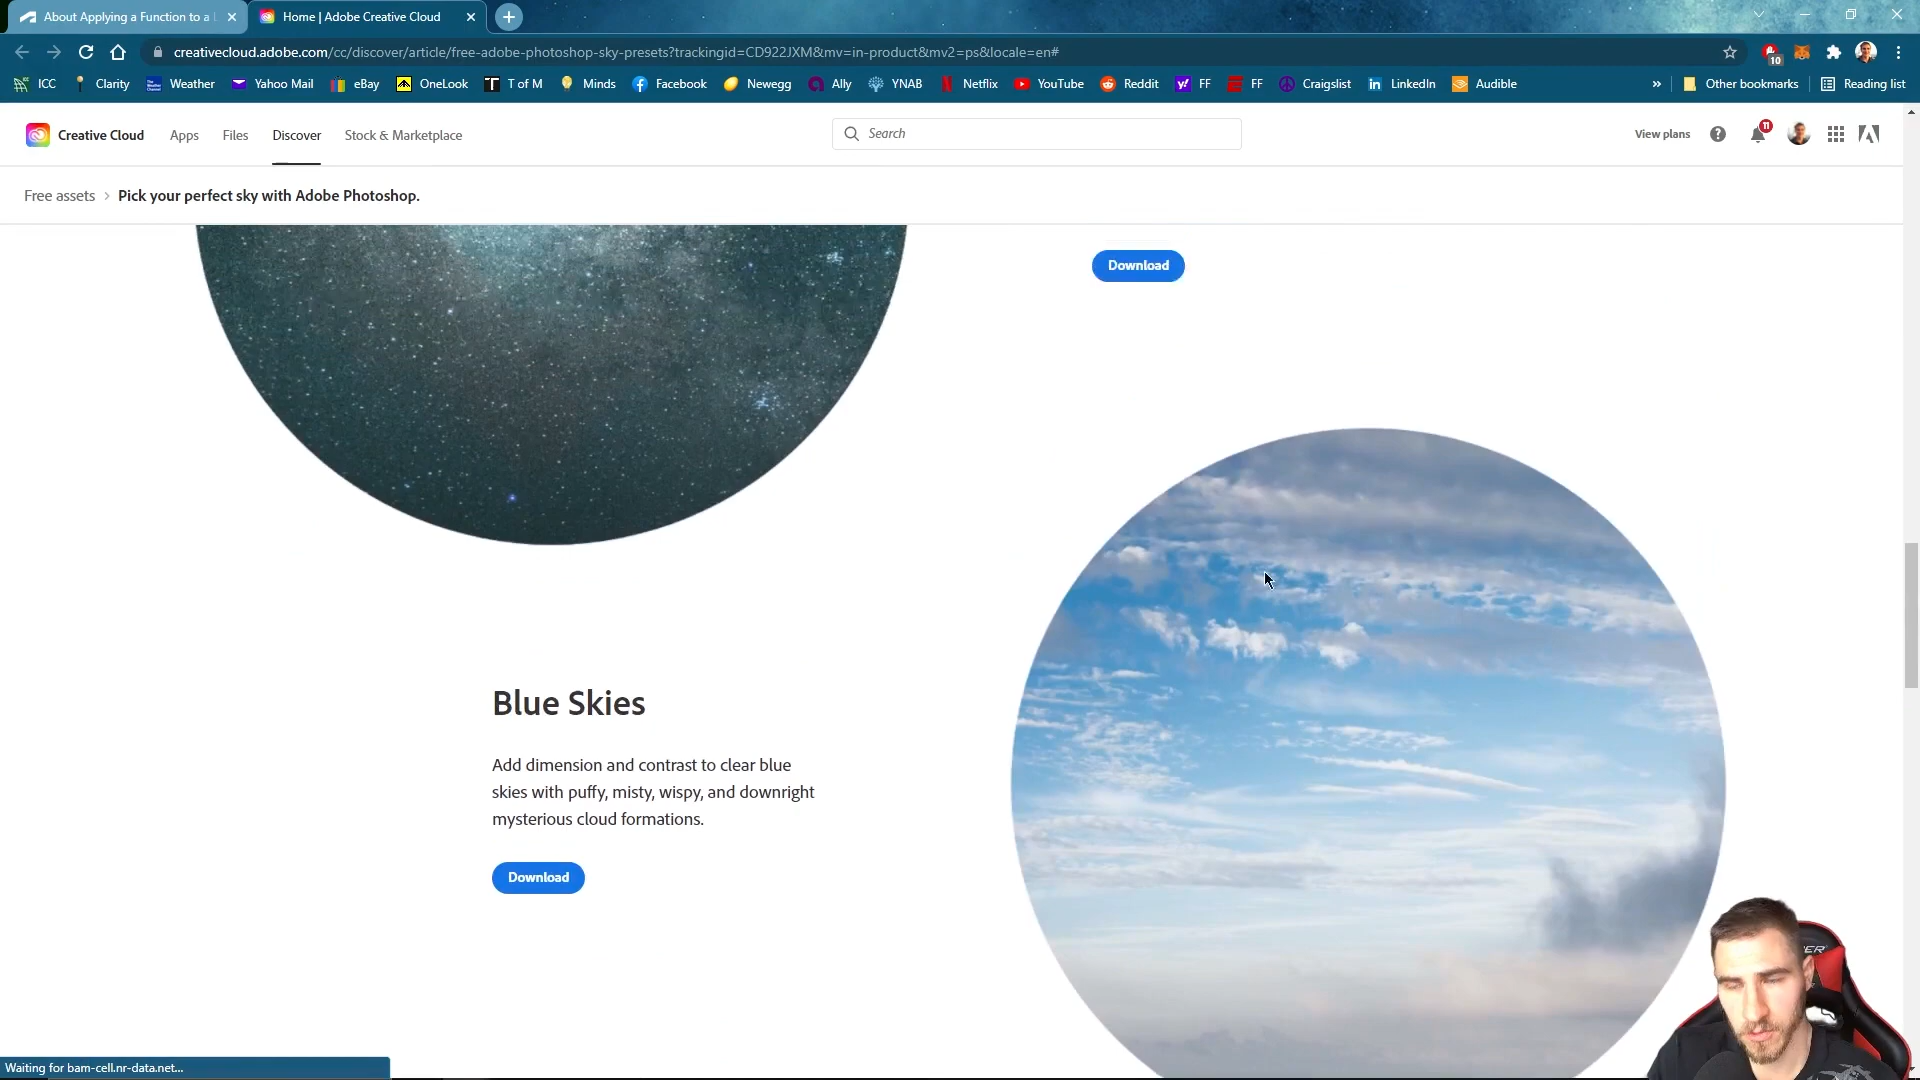 About Applying a Function to a
Home | Adobe Creative Cloud
creativecloud.adobe.com/cc/discover/article/free-adobe-photoshop-sky-presets?trackingid=CD922JXM&mv=in-product&mv2=ps&locale=en#
10
ICC Clarity Weather Yahoo Mail eBay OneLook T of M Minds Facebook Newegg Ally YNAB Netflix YouTube Reddit FF FF Craigslist LinkedIn Audible » Other bookmarks Reading list
Creative Cloud Apps Files Discover Stock & Marketplace Search View plans 11
Free assets > Pick your perfect sky with Adobe Photoshop.
Download
Blue Skies
Add dimension and contrast to clear blue
skies with puffy, misty, wispy, and downright
mysterious cloud formations.
Download
Waiting for bam-cell.nr-data.net...